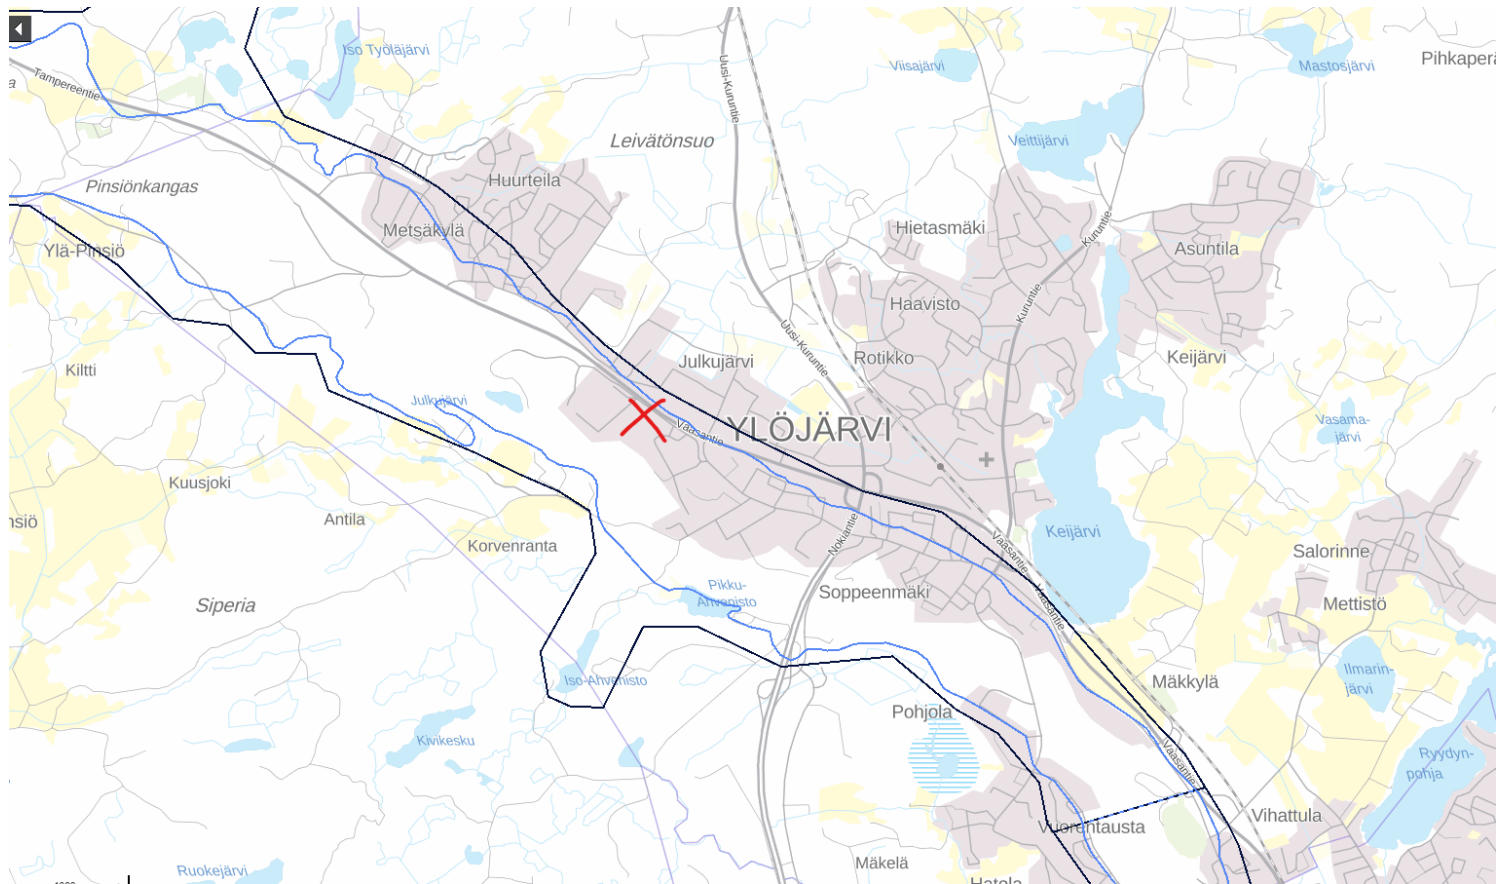 Iso Työläjärvi
Viisajärvi
Mastosjärvi
Pihkaperä
Tampereentie
Uusi-Kuruntie
Leivätönsuo
Veittijärvi
Pinsiönkangas
Huurteila
Metsäkylä
Hietasmäki
Kuruntie
Asuntila
Ylä-Pinsiö
Haavisto
Kuruntie
Uusi-Kuruntie
Julkujärvi
Rotikko
Keijärvi
Kiltti
Julkujärvi
Vaasantie
YLÖJÄRVI
Vasama-
järvi
Kuusjoki
nsiö
Antila
Korvenranta
Nokiantie
Vaasantie
Keijärvi
Salorinne
Siperia
Pikku-
Ahvenisto
Soppeenmäki
Vaasantie
Mettistö
Iso-Ahvenisto
Mäkkylä
Ilmarin-
järvi
Pohjola
Kivikesku
Vaasantie
Ryydyn-
pohja
Vuorentausta
Vihattula
Mäkelä
Ruokejärvi
Hatola